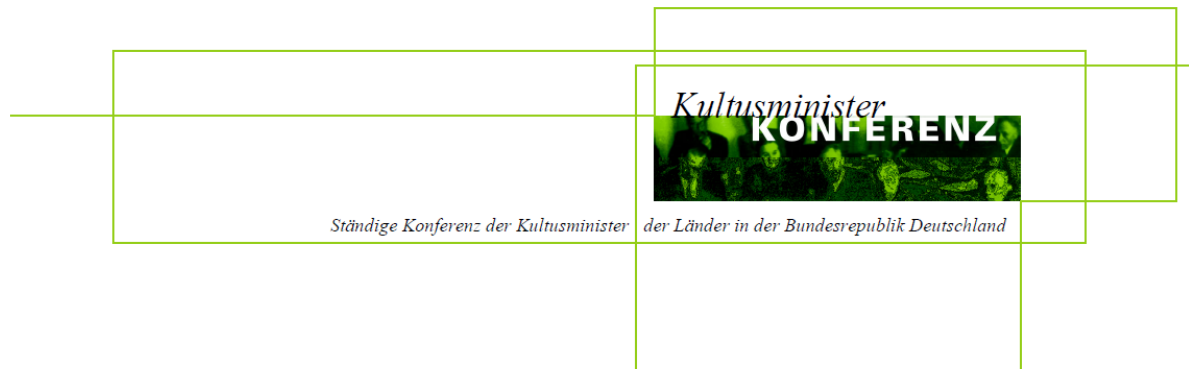 Kultusminister
KONFERENZ
Ständige Konferenz der Kultusminister der Länder in der Bundesrepublik Deutschland